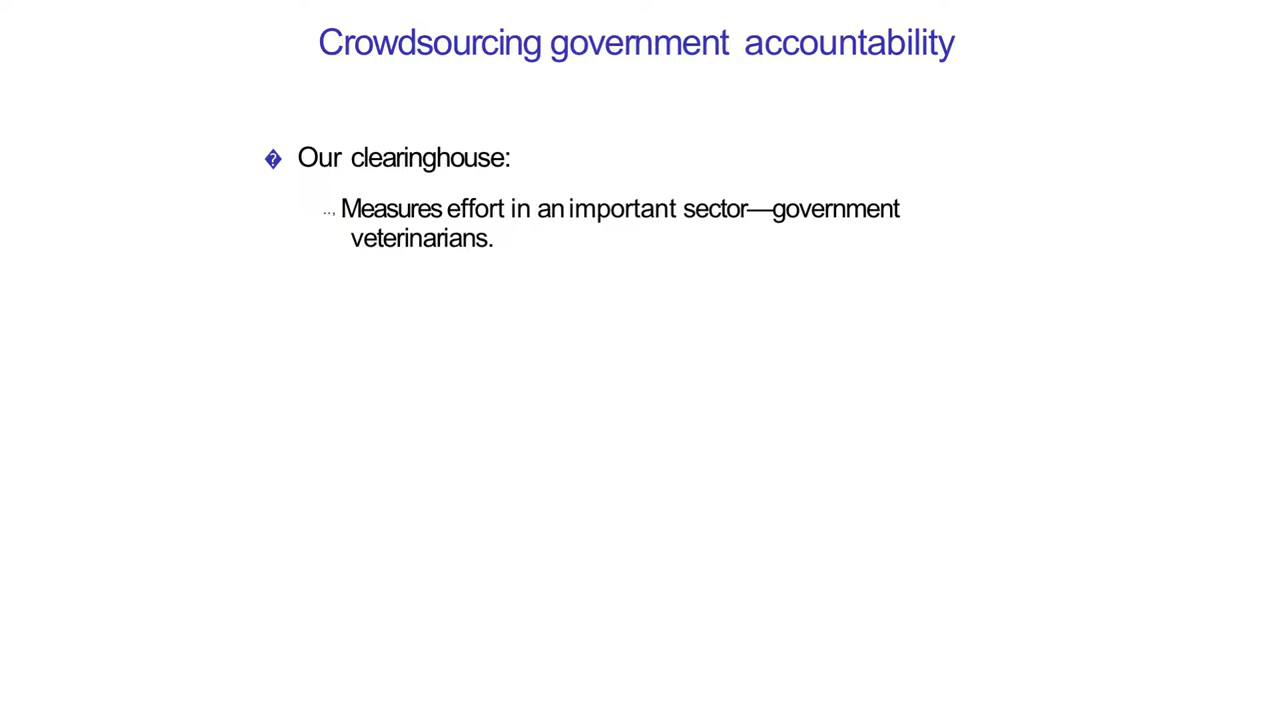 Crowdsourcing government accountability
� Our clearinghouse:
.., Measures effort in an important sector—government
veterinarians.